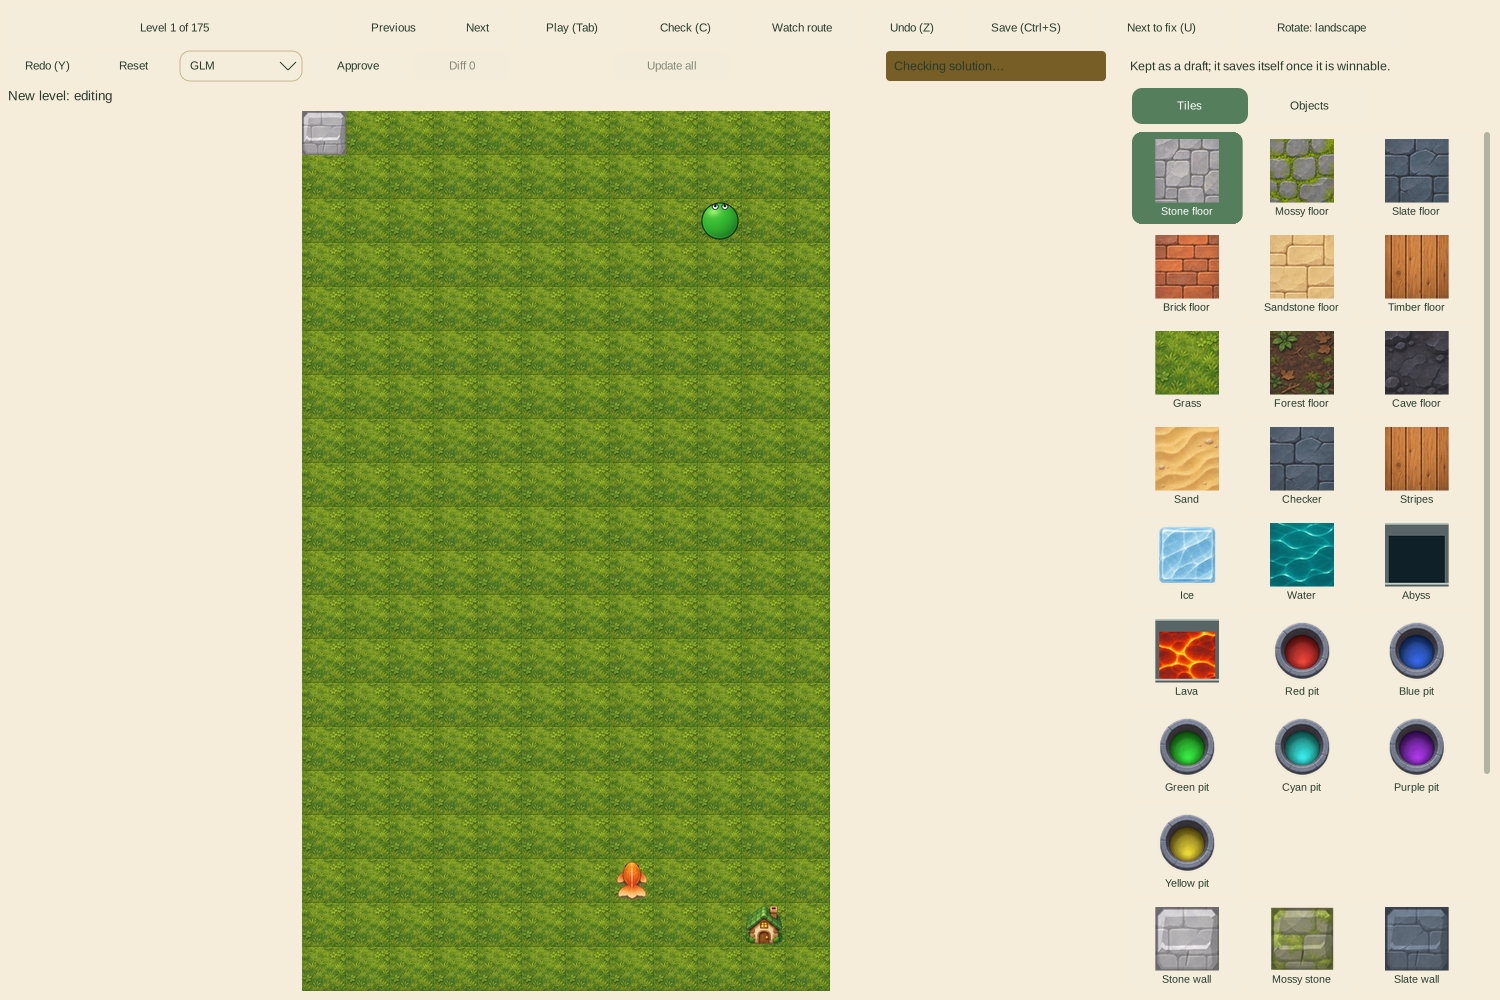 Level 1 of 175
Previous
Next
Play (Tab)
Check (C)
Watch route
Undo (Z)
Save (Ctrl+S)
Next to fix (U)
Rotate: landscape
Redo (Y)
Reset
GLM
Approve
Diff 0
Update all
Checking solution...
Kept as a draft; it saves itself once it is winnable.
New level: editing
Tiles
Objects
Stone floor
Mossy floor
Slate floor
Brick floor
Sandstone floor
Timber floor
Grass
Forest floor
Cave floor
Sand
Checker
Stripes
Ice
Water
Abyss
Lava
Red pit
Blue pit
Green pit
Cyan pit
Purple pit
Yellow pit
Stone wall
Mossy stone
Slate wall